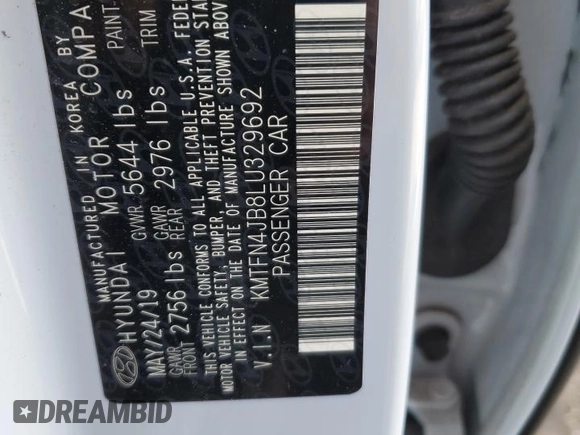 MANUFACTURED IN KOREA BY
HYUNDAI MOTOR COMPA
MAY/24/19 GVWR 5644 lbs PAINT
GAWR FRONT 2756 lbs GAWR REAR 2976 lbs TRIM
THIS VEHICLE CONFORMS TO ALL APPLICABLE U.S.A. FEDE
MOTOR VEHICLE SAFETY, BUMPER, AND THEFT PREVENTION STAN
IN EFFECT ON THE DATE OF MANUFACTURE SHOWN ABOV
V.I.N KMTFN4JB8LU329692
PASSENGER CAR
DREAMBID